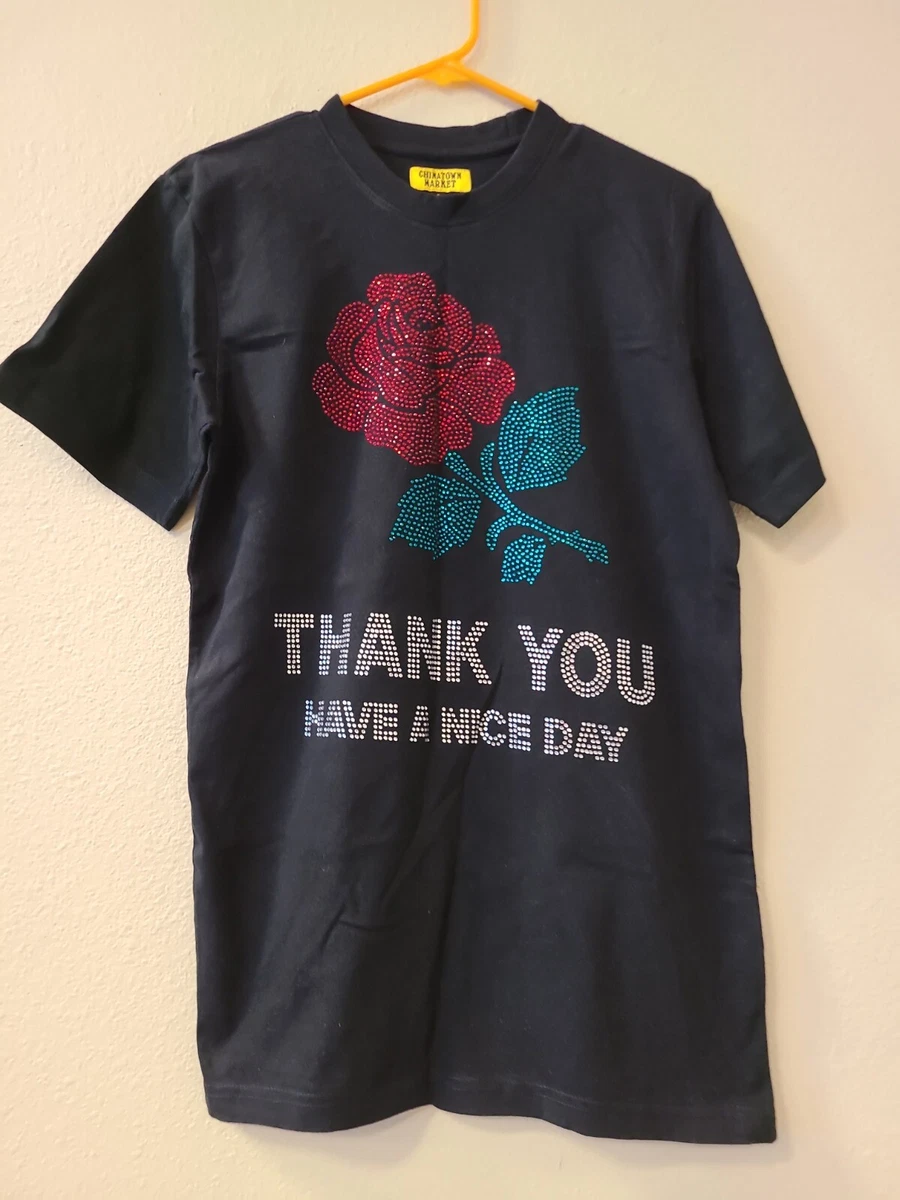 CHINATOWN
MARKET
THANK YOU
HAVE A NICE DAY